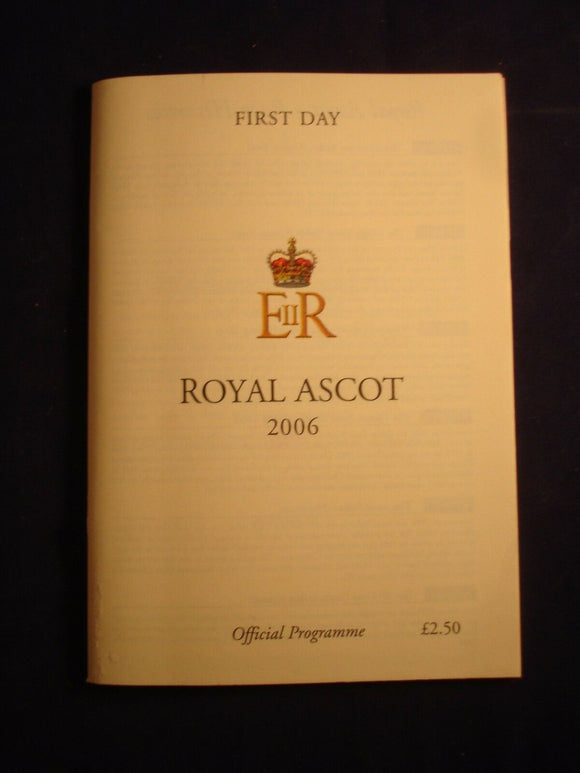 FIRST DAY
EIIR
ROYAL ASCOT
2006
Official Programme £2.50